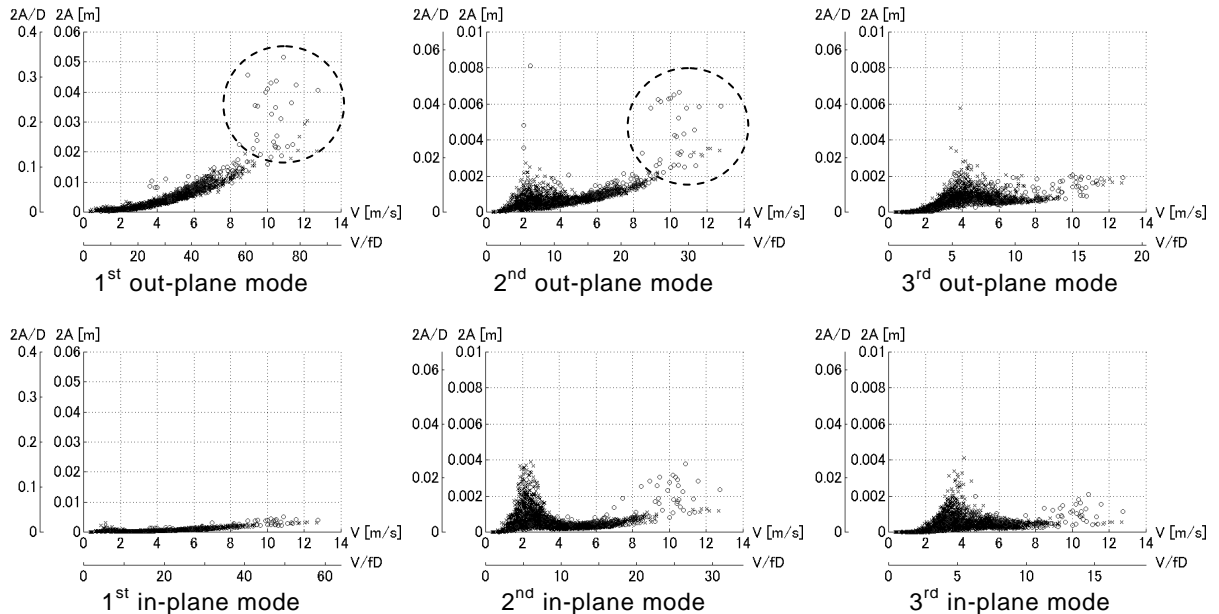 2A/D 2A [m] 2A/D 2A [m] 2A/D 2A [m]
0.4 0.06 0.01 0.01
0.05 0.06 0.06
0.3 0.008 0.008
0.04
0.006 0.006
0.2 0.03 0.04 0.04
0.004 0.004
0.02
0.1 0.02 0.02
0.01 0.002 0.002
0 0 V [m/s] 0 0 V [m/s] 0 0 V [m/s]
0 2 4 6 8 10 12 14 0 2 4 6 8 10 12 14 0 2 4 6 8 10 12 14
V/fD V/fD V/fD
0 20 40 60 80 0 10 20 30 0 5 10 15 20
1st out-plane mode 2nd out-plane mode 3rd out-plane mode
2A/D 2A [m] 2A/D 2A [m] 2A/D 2A [m]
0.4 0.06 0.01 0.01
0.05 0.06 0.06
0.3 0.008 0.008
0.04
0.006 0.006
0.2 0.03 0.04 0.04
0.004 0.004
0.02
0.1 0.02 0.02
0.01 0.002 0.002
0 0 V [m/s] 0 0 V [m/s] 0 0 V [m/s]
0 2 4 6 8 10 12 14 0 2 4 6 8 10 12 14 0 2 4 6 8 10 12 14
V/fD V/fD V/fD
0 20 40 60 0 10 20 30 0 5 10 15
1st in-plane mode 2nd in-plane mode 3rd in-plane mode